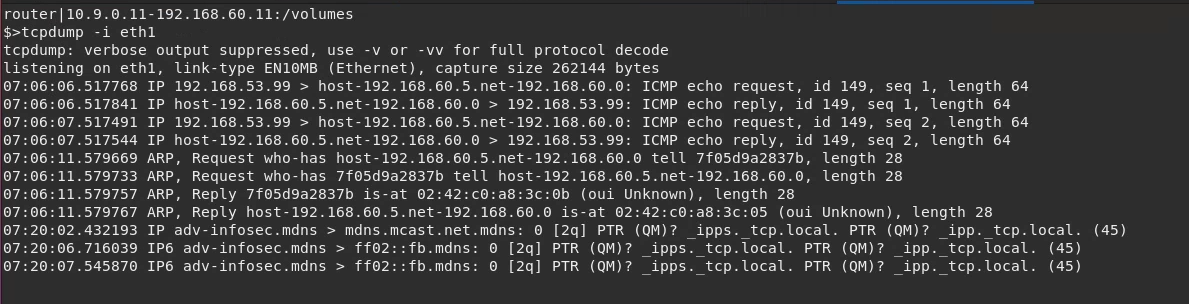 router|10.9.0.11-192.168.60.11:/volumes
$>tcpdump -i eth1
tcpdump: verbose output suppressed, use -v or -vv for full protocol decode
listening on eth1, link-type EN10MB (Ethernet), capture size 262144 bytes
07:06:06.517768 IP 192.168.53.99 > host-192.168.60.5.net-192.168.60.0: ICMP echo request, id 149, seq 1, length 64
07:06:06.517841 IP host-192.168.60.5.net-192.168.60.0 > 192.168.53.99: ICMP echo reply, id 149, seq 1, length 64
07:06:07.517491 IP 192.168.53.99 > host-192.168.60.5.net-192.168.60.0: ICMP echo request, id 149, seq 2, length 64
07:06:07.517544 IP host-192.168.60.5.net-192.168.60.0 > 192.168.53.99: ICMP echo reply, id 149, seq 2, length 64
07:06:11.579669 ARP, Request who-has host-192.168.60.5.net-192.168.60.0 tell 7f05d9a2837b, length 28
07:06:11.579733 ARP, Request who-has 7f05d9a2837b tell host-192.168.60.5.net-192.168.60.0, length 28
07:06:11.579757 ARP, Reply 7f05d9a2837b is-at 02:42:c0:a8:3c:0b (oui Unknown), length 28
07:06:11.579767 ARP, Reply host-192.168.60.5.net-192.168.60.0 is-at 02:42:c0:a8:3c:05 (oui Unknown), length 28
07:20:02.432193 IP adv-infosec.mdns > mdns.mcast.net.mdns: 0 [2q] PTR (QM)? _ipps._tcp.local. PTR (QM)? _ipp._tcp.local. (45)
07:20:06.716039 IP6 adv-infosec.mdns > ff02::fb.mdns: 0 [2q] PTR (QM)? _ipps._tcp.local. PTR (QM)? _ipp._tcp.local. (45)
07:20:07.545870 IP6 adv-infosec.mdns > ff02::fb.mdns: 0 [2q] PTR (QM)? _ipps._tcp.local. PTR (QM)? _ipp._tcp.local. (45)